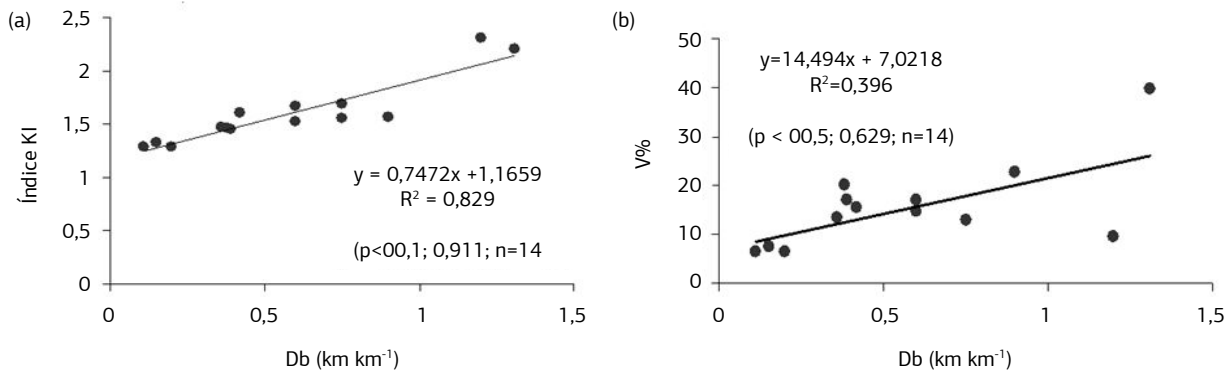 (a)
2,5
2
1,5
1
0,5
0
Índice KI
y = 0,7472x +1,1659
R² = 0,829
(p<00,1; 0,911; n=14
0
0,5
1
1,5
Db (km km⁻¹)
(b)
50
40
30
20
10
0
V%
y=14,494x + 7,0218
R²=0,396
(p < 00,5; 0,629; n=14)
0
0,5
1
1,5
Db (km km⁻¹)